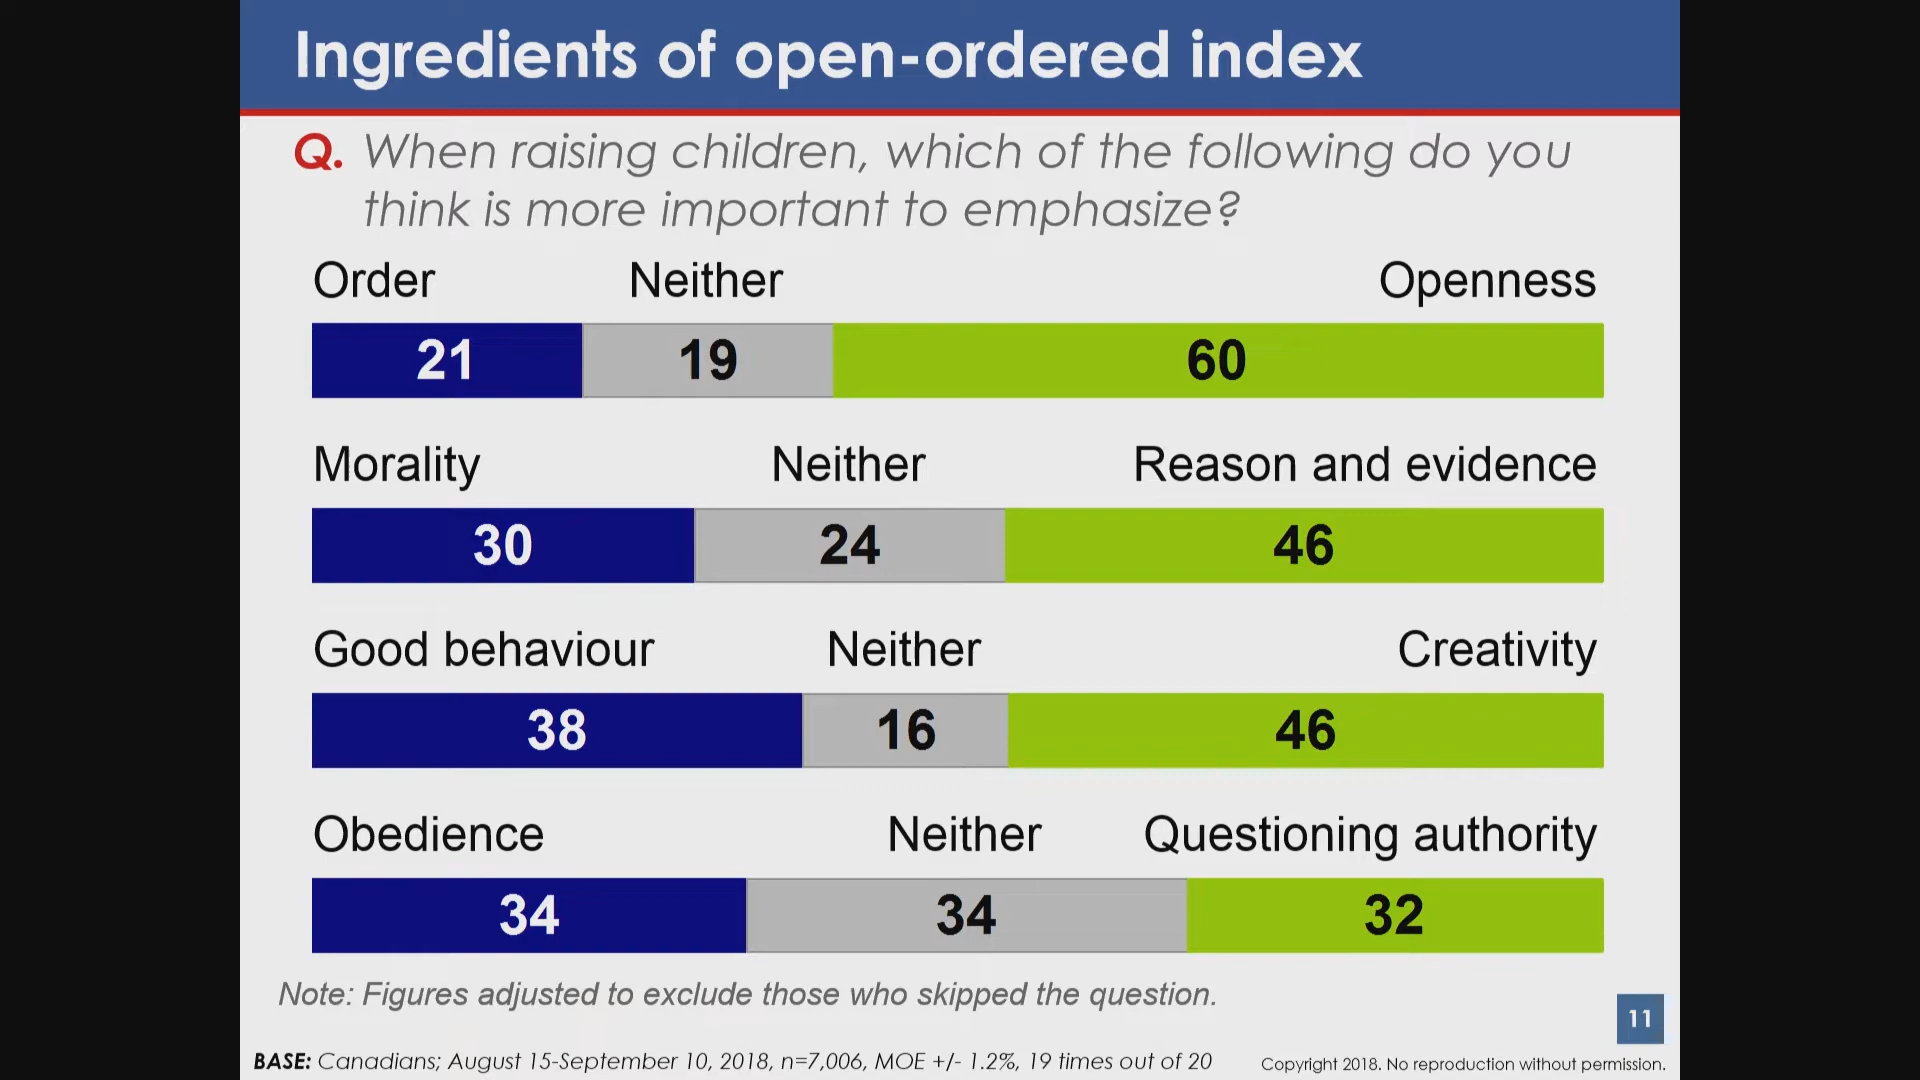 Ingredients of open-ordered index
Q. When raising children, which of the following do you
think is more important to emphasize?
Order Neither Openness
21 19 60
Morality Neither Reason and evidence
30 24 46
Good behaviour Neither Creativity
38 16 46
Obedience Neither Questioning authority
34 34 32
Note: Figures adjusted to exclude those who skipped the question.
11
BASE: Canadians; August 15-September 10, 2018, n=7,006, MOE +/- 1.2%, 19 times out of 20
Copyright 2018. No reproduction without permission.